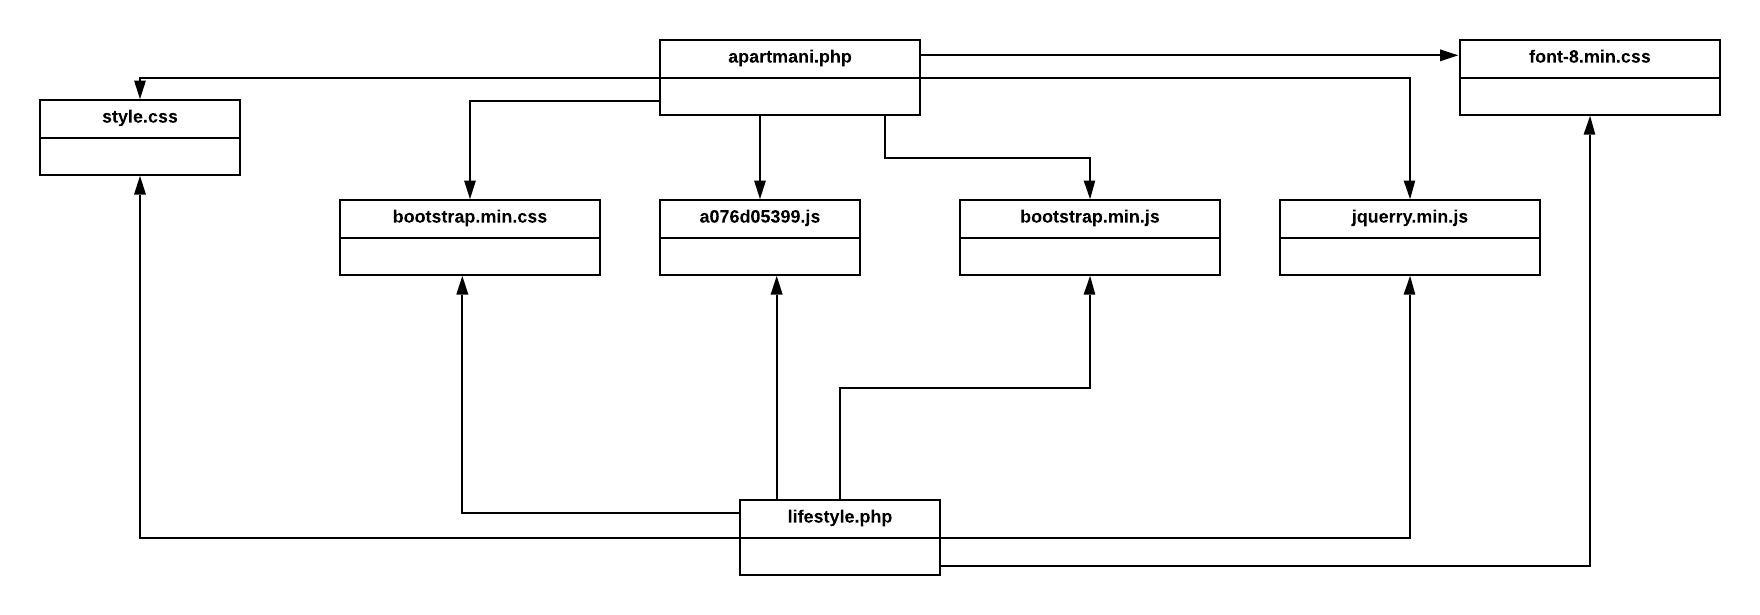 apartmani.php
font-8.min.css
style.css
bootstrap.min.css
a076d05399.js
bootstrap.min.js
jquerry.min.js
lifestyle.php